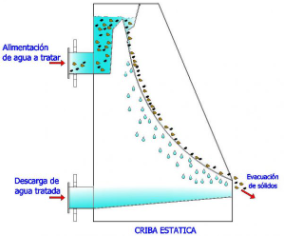 Alimentación
de agua a tratar
Evacuación
de sólidos
Descarga de
agua tratada
CRIBA ESTATICA